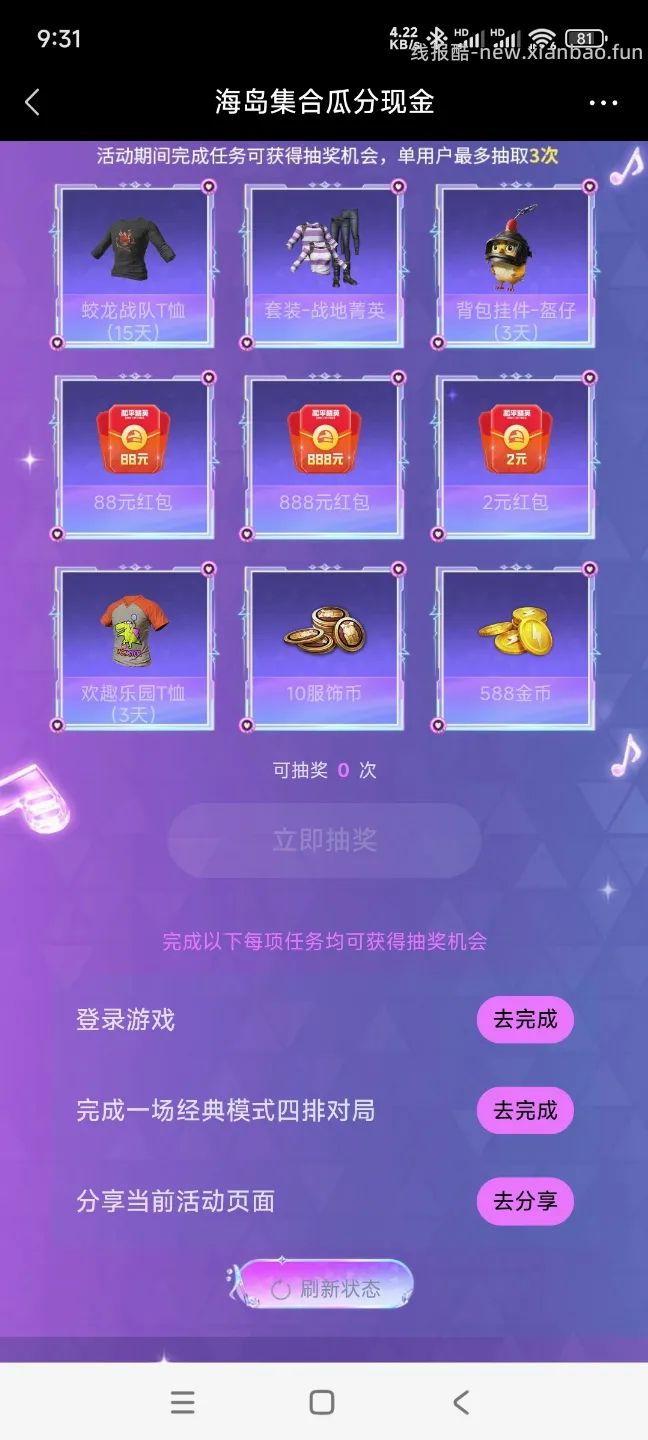 9:31
4.22 KB/s HD HD 81
线报酷-new.xianbao.fun
海岛集合瓜分现金
活动期间完成任务可获得抽奖机会，单用户最多抽取3次
蛟龙战队T恤
（15天）
套装-战地菁英
背包挂件-盔仔
（3天）
和平精英
88元
88元红包
和平精英
888元
888元红包
和平精英
2元
2元红包
欢趣乐园T恤
（3天）
10服饰币
588金币
可抽奖 0 次
立即抽奖
完成以下每项任务均可获得抽奖机会
登录游戏 去完成
完成一场经典模式四排对局 去完成
分享当前活动页面 去分享
刷新状态